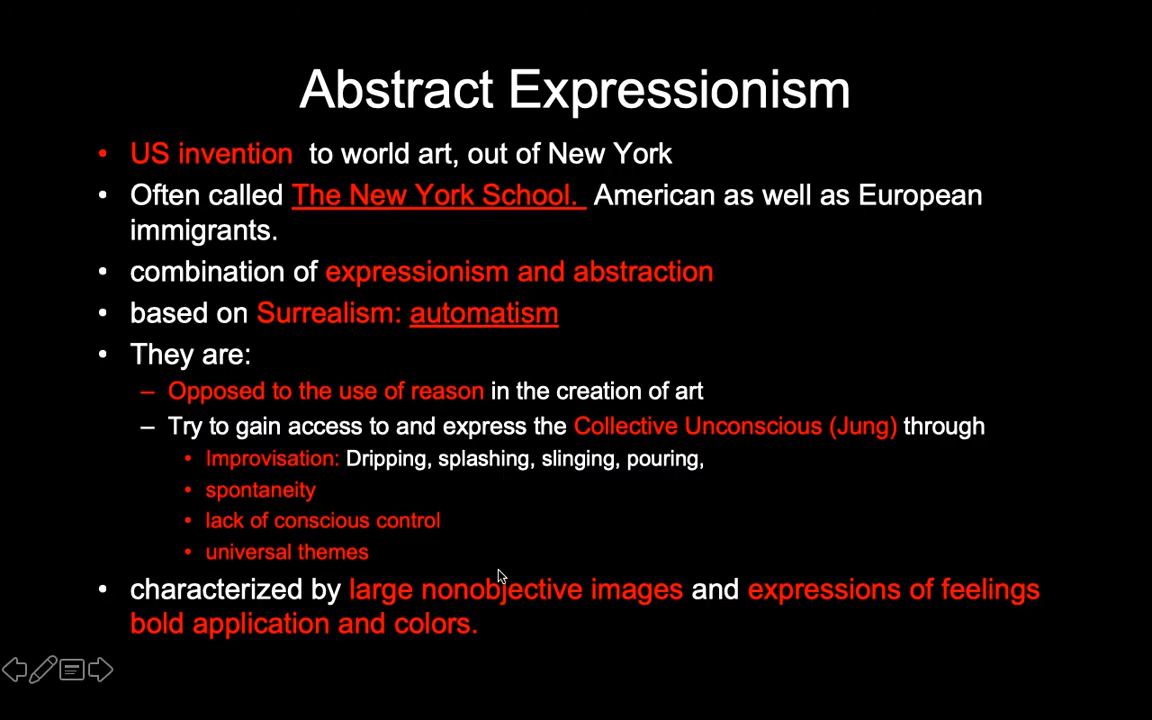 Abstract Expressionism
• US invention to world art, out of New York
• Often called The New York School. American as well as European
immigrants.
• combination of expressionism and abstraction
• based on Surrealism: automatism
• They are:
– Opposed to the use of reason in the creation of art
– Try to gain access to and express the Collective Unconscious (Jung) through
• Improvisation: Dripping, splashing, slinging, pouring,
• spontaneity
• lack of conscious control
• universal themes
• characterized by large nonobjective images and expressions of feelings
bold application and colors.